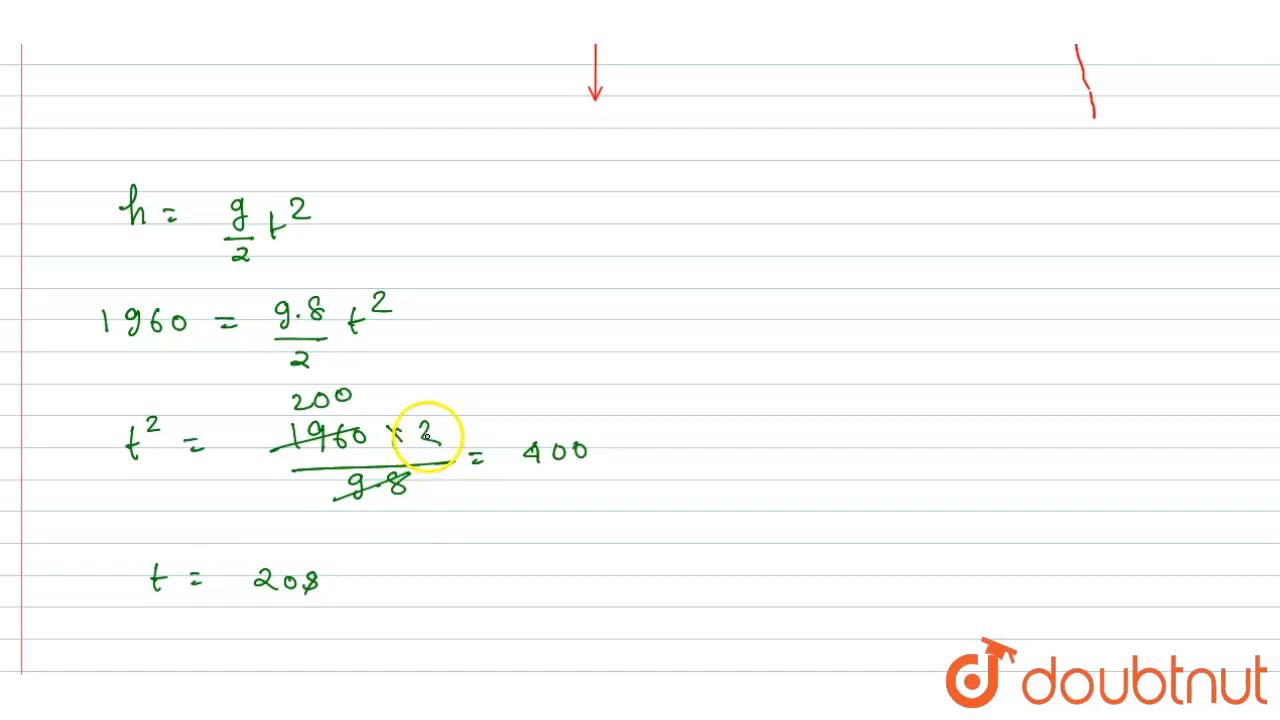 h = g/2 t²
1960 = 9.8/2 t²
200
t² = 1960 × 2 / 9.8 = 400
t = 20s
doubtnut